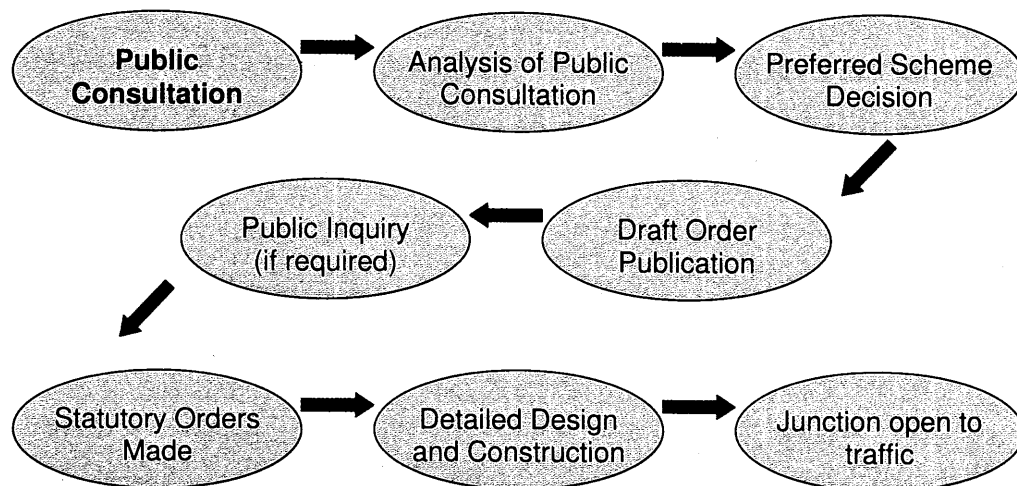 Public
Consultation
Analysis of Public
Consultation
Preferred Scheme
Decision
Draft Order
Publication
Public Inquiry
(if required)
Statutory Orders
Made
Detailed Design
and Construction
Junction open to
traffic